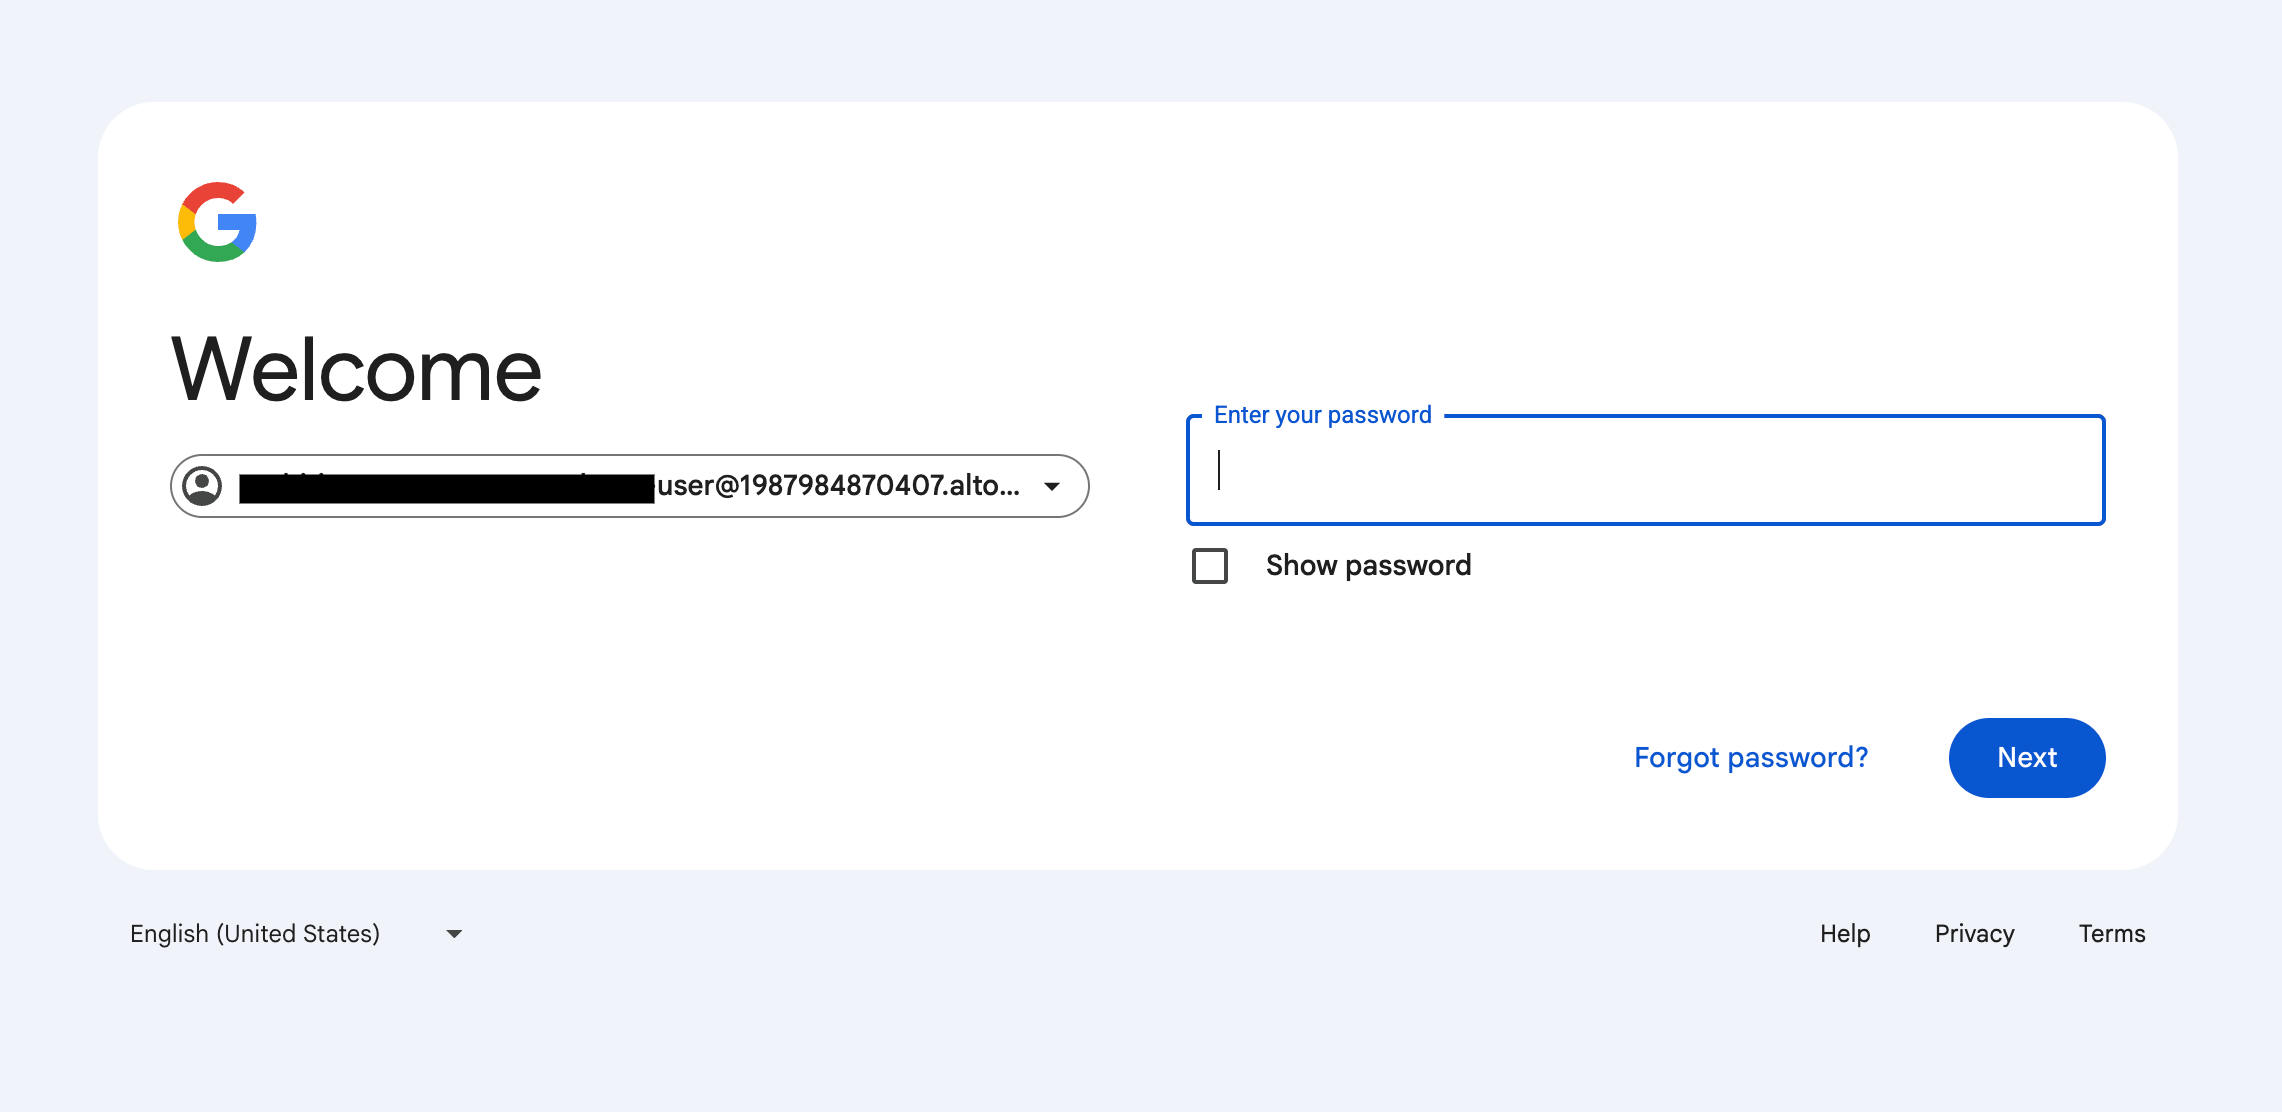 Welcome
user@1987984870407.alto...
Enter your password
Show password
Forgot password?
Next
English (United States)
Help
Privacy
Terms